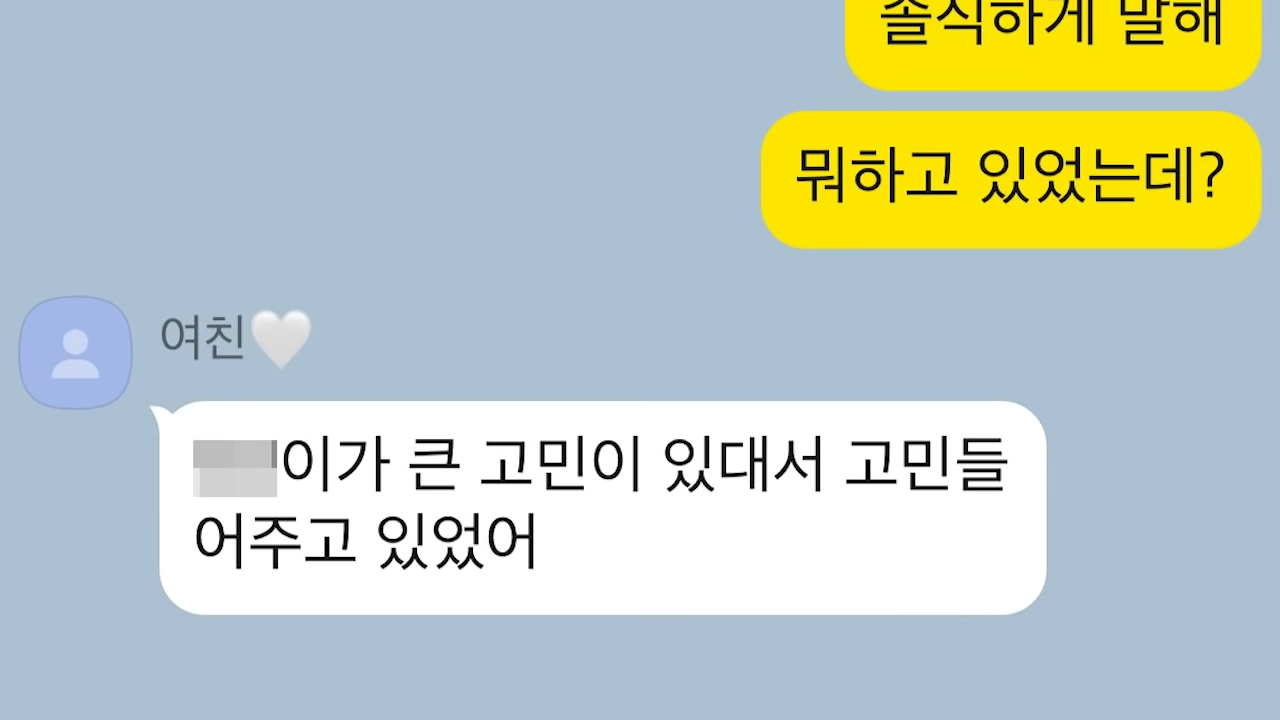 솔직하게 말해
뭐하고 있었는데?
여친🤍
이가 큰 고민이 있대서 고민들
어주고 있었어